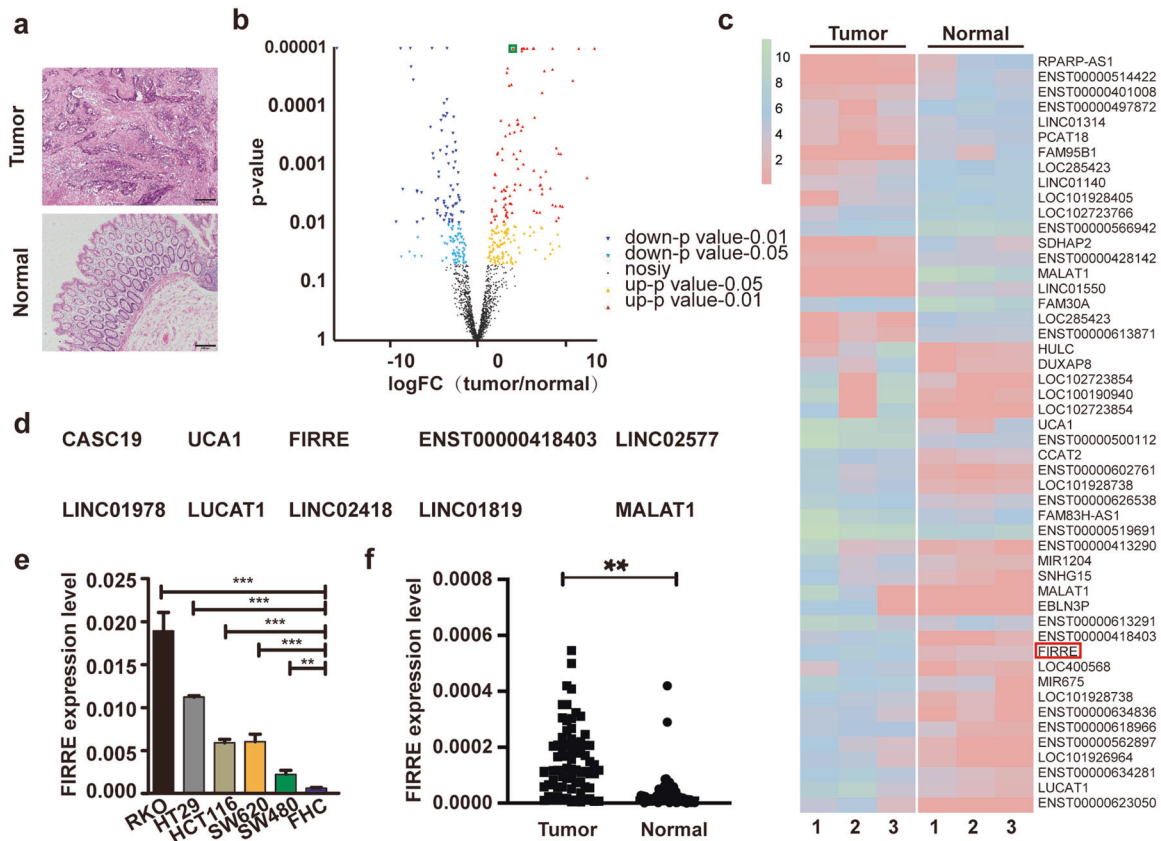 a
Tumor
Normal
b
p-value
0.00001
0.0001
0.001
0.01
0.1
1
-10
0
10
logFC（tumor/normal）
down-p value-0.01
down-p value-0.05
nosiy
up-p value-0.05
up-p value-0.01
c
Tumor Normal
10
8
6
4
2
RPARP-AS1
ENST00000514422
ENST00000401008
ENST00000497872
LINC01314
PCAT18
FAM95B1
LOC285423
LINC01140
LOC101928405
LOC102723766
ENST00000566942
SDHAP2
ENST00000428142
MALAT1
LINC01550
FAM30A
LOC285423
ENST00000613871
HULC
DUXAP8
LOC102723854
LOC100190940
LOC102723854
UCA1
ENST00000500112
CCAT2
ENST00000602761
LOC101928738
ENST00000626538
FAM83H-AS1
ENST00000519691
ENST00000413290
MIR1204
SNHG15
MALAT1
EBLN3P
ENST00000613291
ENST00000418403
FIRRE
LOC400568
MIR675
LOC101928738
ENST00000634836
ENST00000618966
ENST00000562897
LOC101926964
ENST00000634281
LUCAT1
ENST00000623050
1 2 3 1 2 3
d
CASC19 UCA1 FIRRE ENST00000418403 LINC02577
LINC01978 LUCAT1 LINC02418 LINC01819 MALAT1
e
FIRRE expression level
0.025
0.020
0.015
0.010
0.005
0.000
***
***
***
***
**
RKO HT29 HCT116 SW620 SW480 FHC
f
FIRRE expression level
0.0008
0.0006
0.0004
0.0002
0.0000
**
Tumor Normal